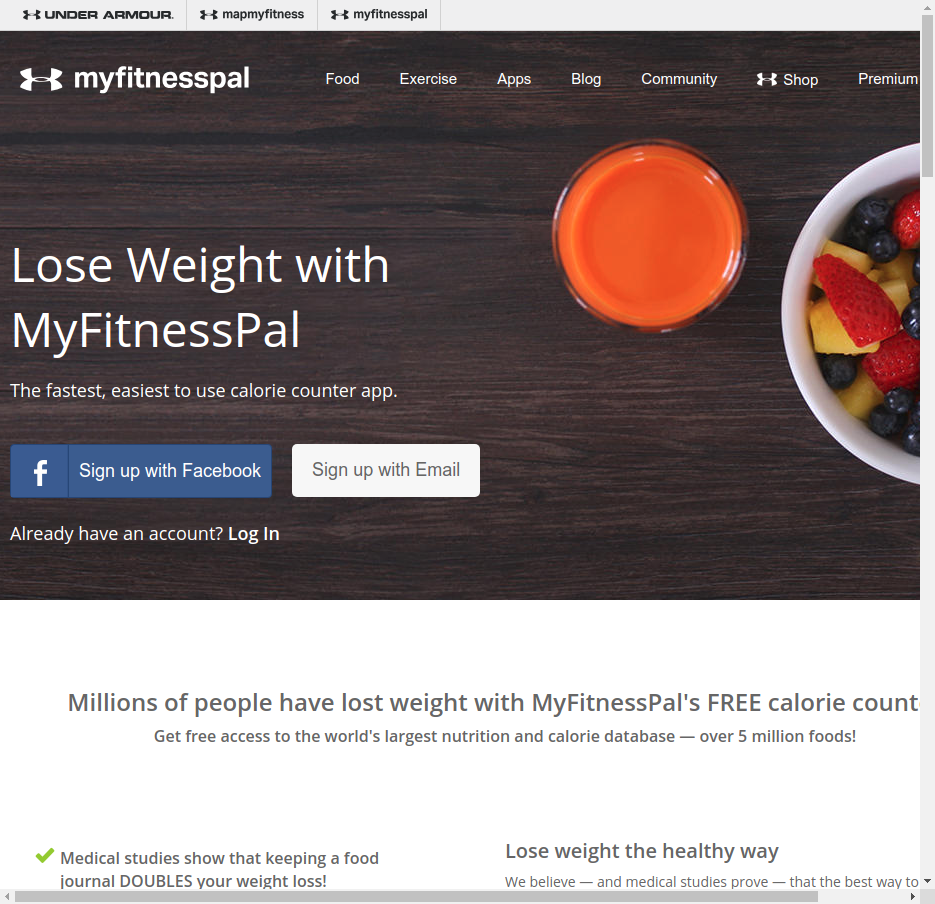 UNDER ARMOUR. mapmyfitness myfitnesspal
myfitnesspal Food Exercise Apps Blog Community Shop Premium
Lose Weight with
MyFitnessPal
The fastest, easiest to use calorie counter app.
f Sign up with Facebook Sign up with Email
Already have an account? Log In
Millions of people have lost weight with MyFitnessPal's FREE calorie count
Get free access to the world's largest nutrition and calorie database — over 5 million foods!
Medical studies show that keeping a food
journal DOUBLES your weight loss!
Lose weight the healthy way
We believe — and medical studies prove — that the best way to